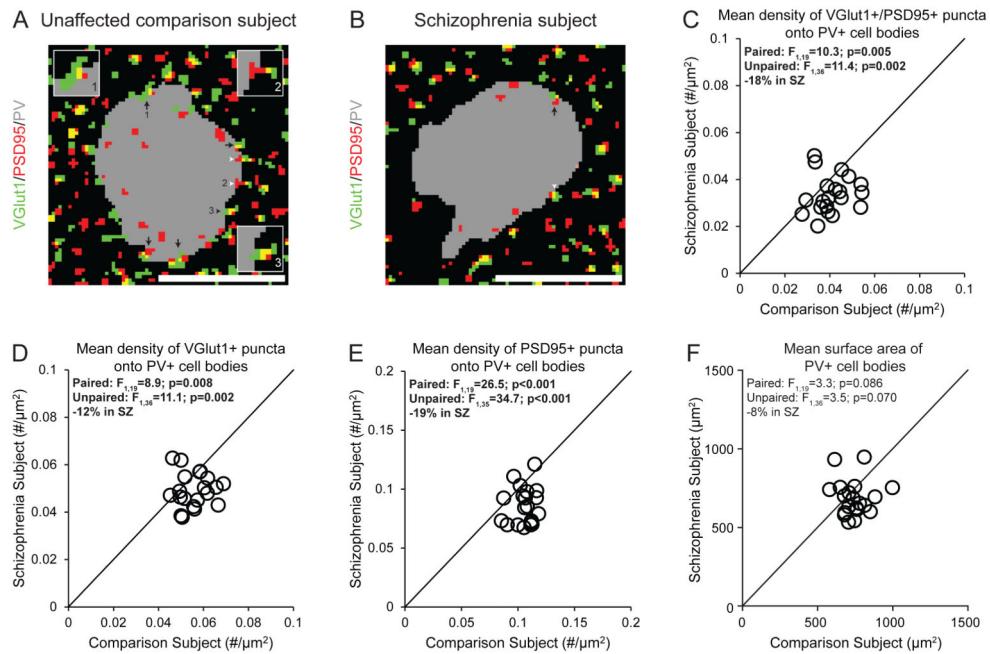 A Unaffected comparison subject
VGlut1/PSD95/PV
1
2
3
1
2
3
B Schizophrenia subject
VGlut1/PSD95/PV
C Mean density of VGlut1+/PSD95+ puncta
onto PV+ cell bodies
Paired: F1,19=10.3; p=0.005
Unpaired: F1,36=11.4; p=0.002
-18% in SZ
Schizophrenia Subject (#/µm²)
0.1
0.08
0.06
0.04
0.02
0
0 0.02 0.04 0.06 0.08 0.1
Comparison Subject (#/µm²)
D Mean density of VGlut1+ puncta
onto PV+ cell bodies
Paired: F1,19=8.9; p=0.008
Unpaired: F1,36=11.1; p=0.002
-12% in SZ
Schizophrenia Subject (#/µm²)
0.1
0.08
0.06
0.04
0.02
0
0 0.02 0.04 0.06 0.08 0.1
Comparison Subject (#/µm²)
E Mean density of PSD95+ puncta
onto PV+ cell bodies
Paired: F1,19=26.5; p<0.001
Unpaired: F1,35=34.7; p<0.001
-19% in SZ
Schizophrenia Subject (#/µm²)
0.2
0.15
0.1
0.05
0
0 0.05 0.1 0.15 0.2
Comparison Subject (#/µm²)
F Mean surface area of
PV+ cell bodies
Paired: F1,19=3.3; p=0.086
Unpaired: F1,36=3.5; p=0.070
-8% in SZ
Schizophrenia Subject (µm²)
1500
1000
500
0
0 500 1000 1500
Comparison Subject (µm²)